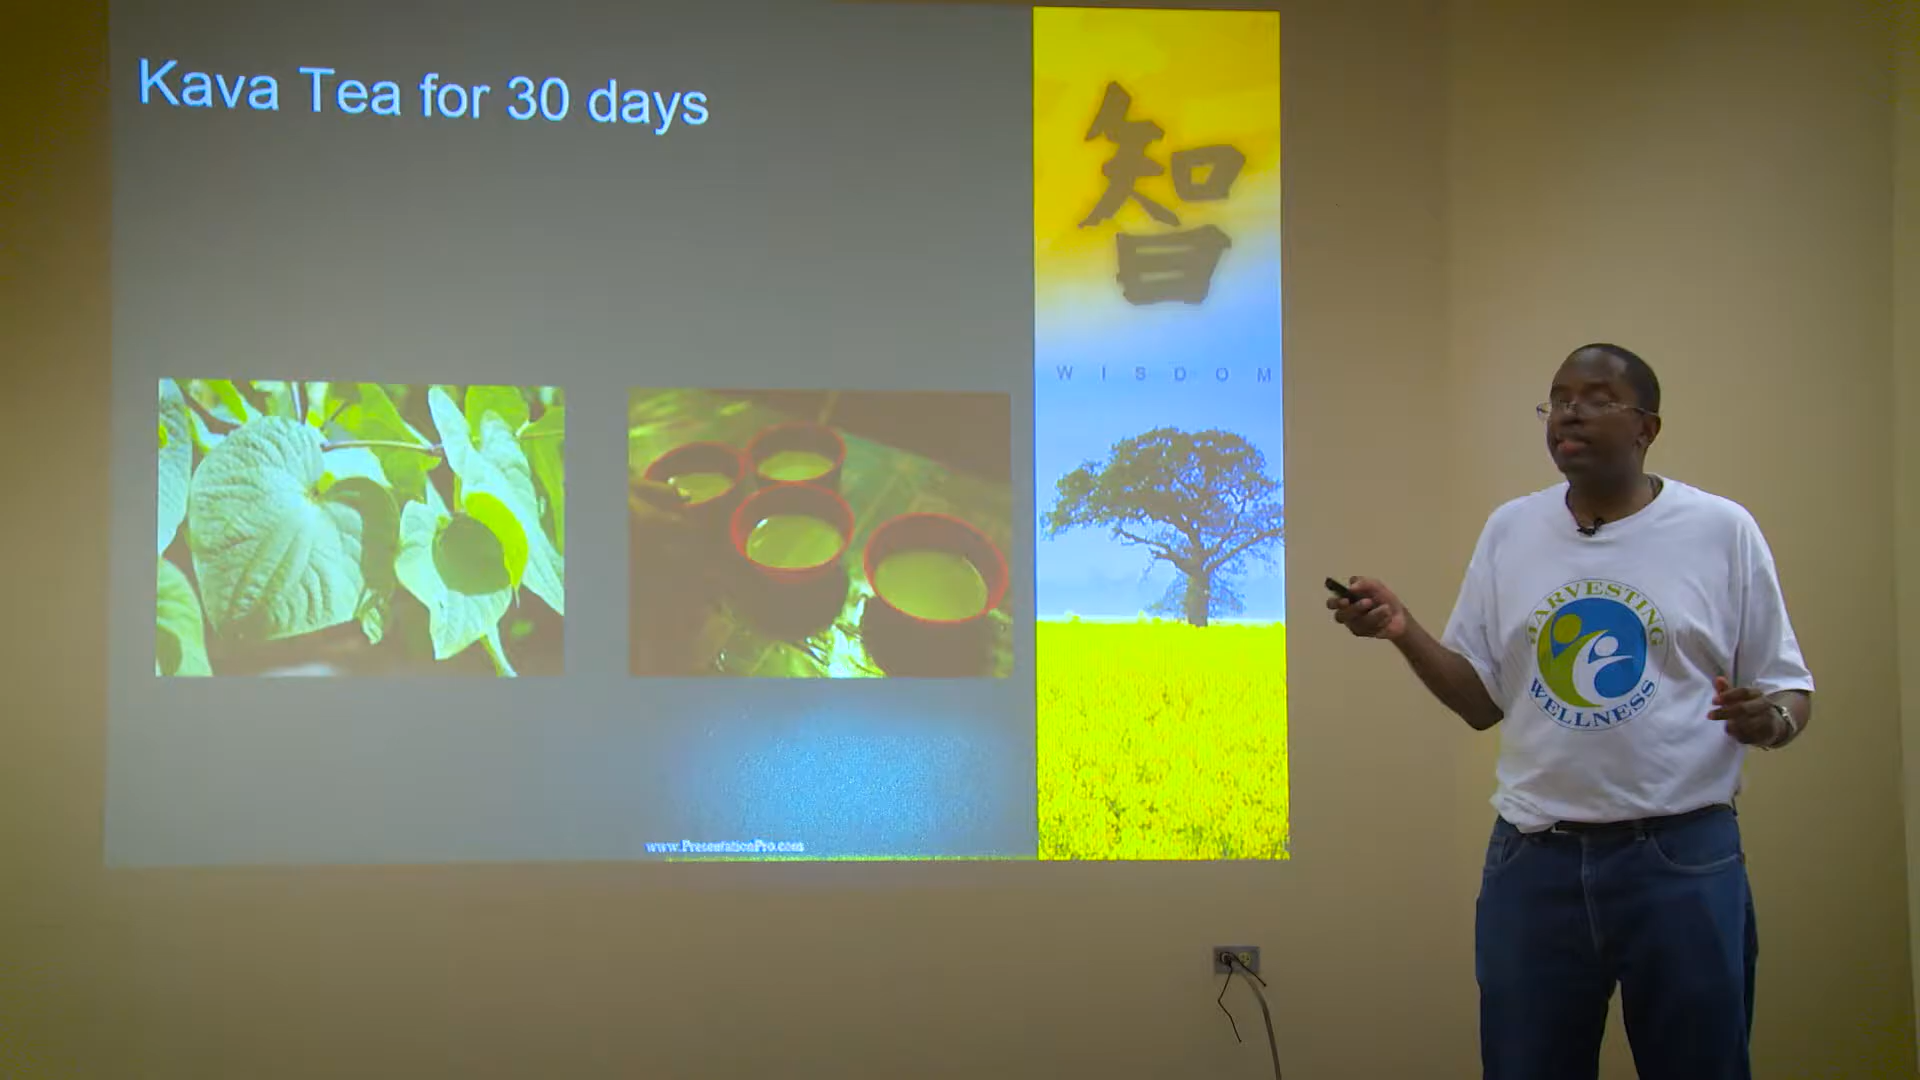 Kava Tea for 30 days
智
WISDOM
HARVESTING
WELLNESS
www.PresentationPro.com